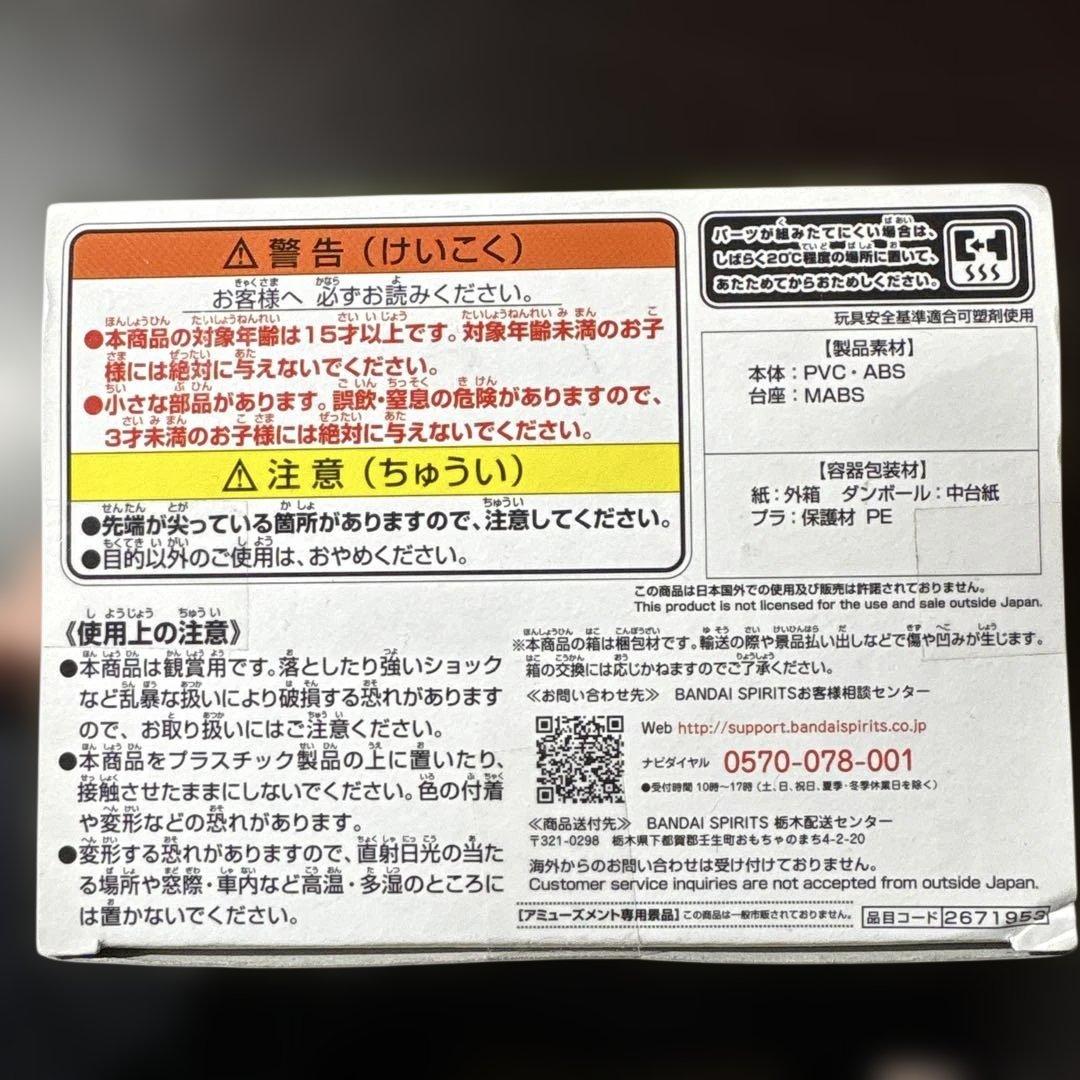 ⚠警告（けいこく）
お客様へ 必ずお読みください。
●本商品の対象年齢は15才以上です。対象年齢未満のお子
様には絶対に与えないでください。
●小さな部品があります。誤飲・窒息の危険がありますので、
3才未満のお子様には絶対に与えないでください。
⚠注意（ちゅうい）
●先端が尖っている箇所がありますので、注意してください。
●目的以外のご使用は、おやめください。
パーツが組みたてにくい場合は、
しばらく20℃程度の場所に置いて、
あたためてからおためしください。
玩具安全基準適合可塑剤使用
【製品素材】
本体：PVC・ABS
台座：MABS
【容器包装材】
紙：外箱 ダンボール：中台紙
プラ：保護材 PE
この商品は日本国外での使用及び販売は許諾されておりません。
This product is not licensed for the use and sale outside Japan.
《使用上の注意》
●本商品は観賞用です。落としたり強いショック
など乱暴な扱いにより破損する恐れがあります
ので、お取り扱いにはご注意ください。
●本商品をプラスチック製品の上に置いたり、
接触させたままにしないでください。色の付着
や変形などの恐れがあります。
●変形する恐れがありますので、直射日光の当た
る場所や窓際・車内など高温・多湿のところに
は置かないでください。
※本商品の箱は梱包材です。輸送の際や景品払い出しなどで傷や凹みが生じます。
箱の交換には応じかねますのでご了承ください。
≪お問い合わせ先≫ BANDAI SPIRITSお客様相談センター
Web http://support.bandaispirits.co.jp
ナビダイヤル 0570-078-001
●受付時間 10時〜17時（土、日、祝日、夏季・冬季休業日を除く）
≪商品送付先≫ BANDAI SPIRITS 栃木配送センター
〒321-0298 栃木県下都賀郡壬生町おもちゃのまち4-2-20
海外からのお問い合わせは受け付けておりません。
Customer service inquiries are not accepted from outside Japan.
【アミューズメント専用景品】この商品は一般市販されておりません。
品目コード 2671953